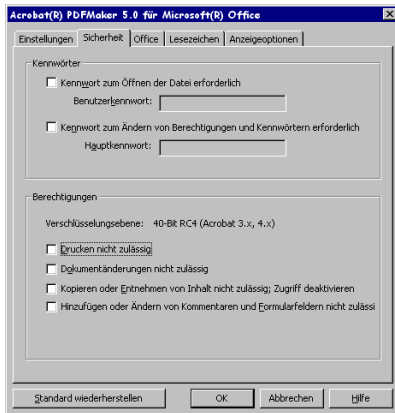 Acrobat(R) PDFMaker 5.0 für Microsoft(R) Office
Einstellungen Sicherheit Office Lesezeichen Anzeigeoptionen
Kennwörter
Kennwort zum Öffnen der Datei erforderlich
Benutzerkennwort:
Kennwort zum Ändern von Berechtigungen und Kennwörtern erforderlich
Hauptkennwort:
Berechtigungen
Verschlüsselungsebene: 40-Bit RC4 (Acrobat 3.x, 4.x)
Drucken nicht zulässig
Dokumentänderungen nicht zulässig
Kopieren oder Entnehmen von Inhalt nicht zulässig; Zugriff deaktivieren
Hinzufügen oder Ändern von Kommentaren und Formularfeldern nicht zulässi
Standard wiederherstellen OK Abbrechen Hilfe